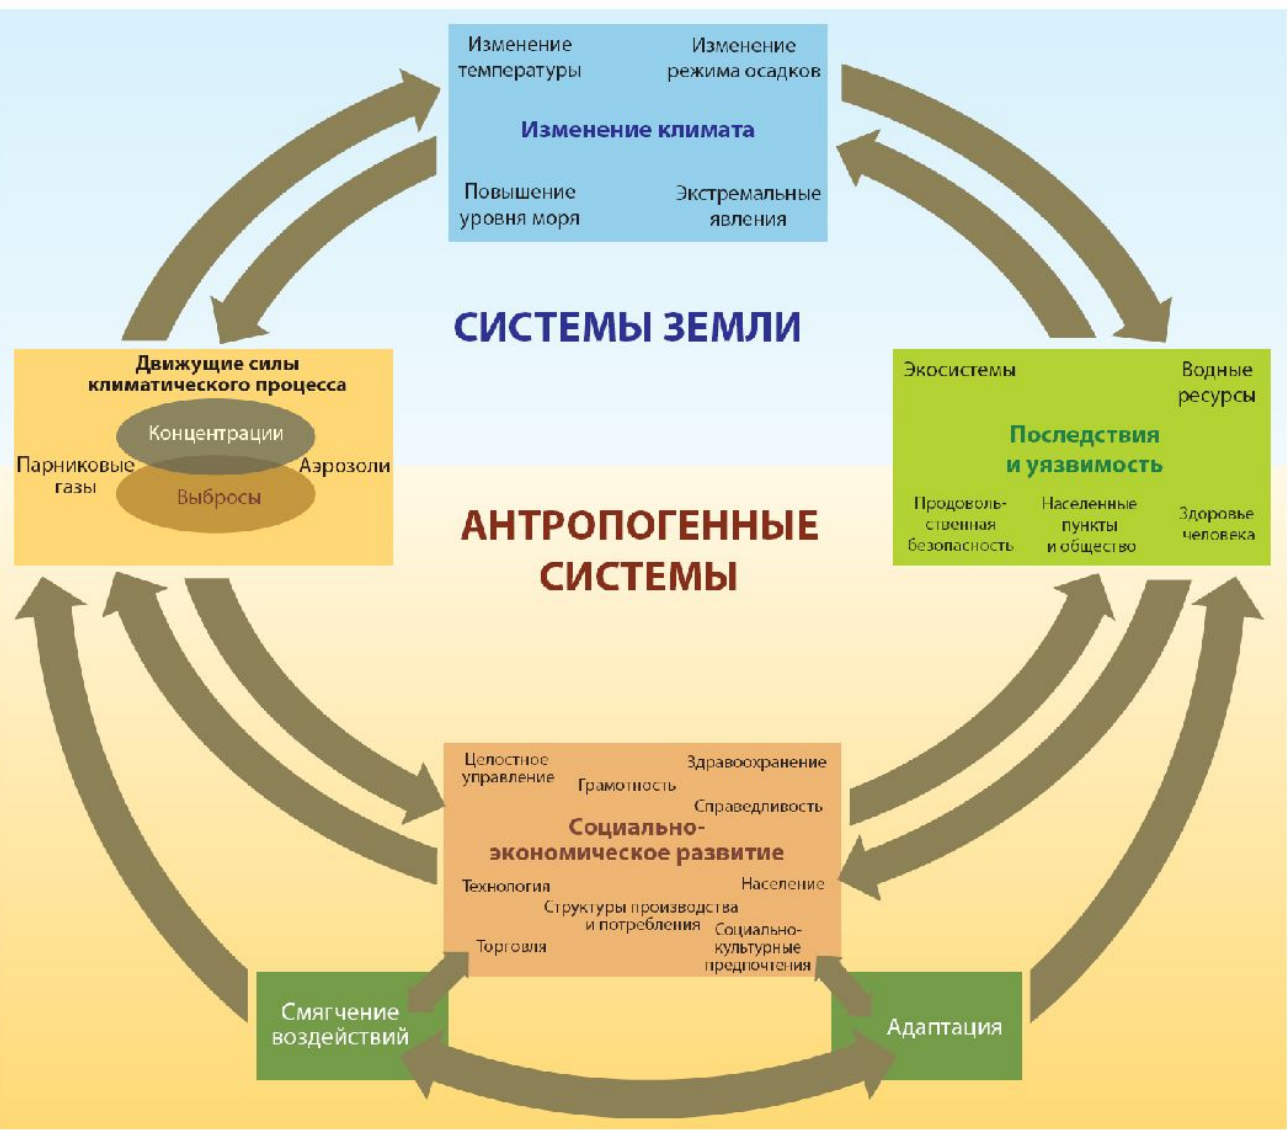 Изменение
температуры
Изменение
режима осадков
Изменение климата
Повышение
уровня моря
Экстремальные
явления
СИСТЕМЫ ЗЕМЛИ
Движущие силы
климатического процесса
Концентрации
Парниковые
газы
Аэрозоли
Выбросы
Экосистемы
Водные
ресурсы
Последствия
и уязвимость
Продоволь-
ственная
безопасность
Населенные
пункты
и общество
Здоровье
человека
АНТРОПОГЕННЫЕ
СИСТЕМЫ
Целостное
управление
Грамотность
Здравоохранение
Справедливость
Социально-
экономическое развитие
Технология
Население
Структуры производства
и потребления
Торговля
Социально-
культурные
предпочтения
Смягчение
воздействий
Адаптация